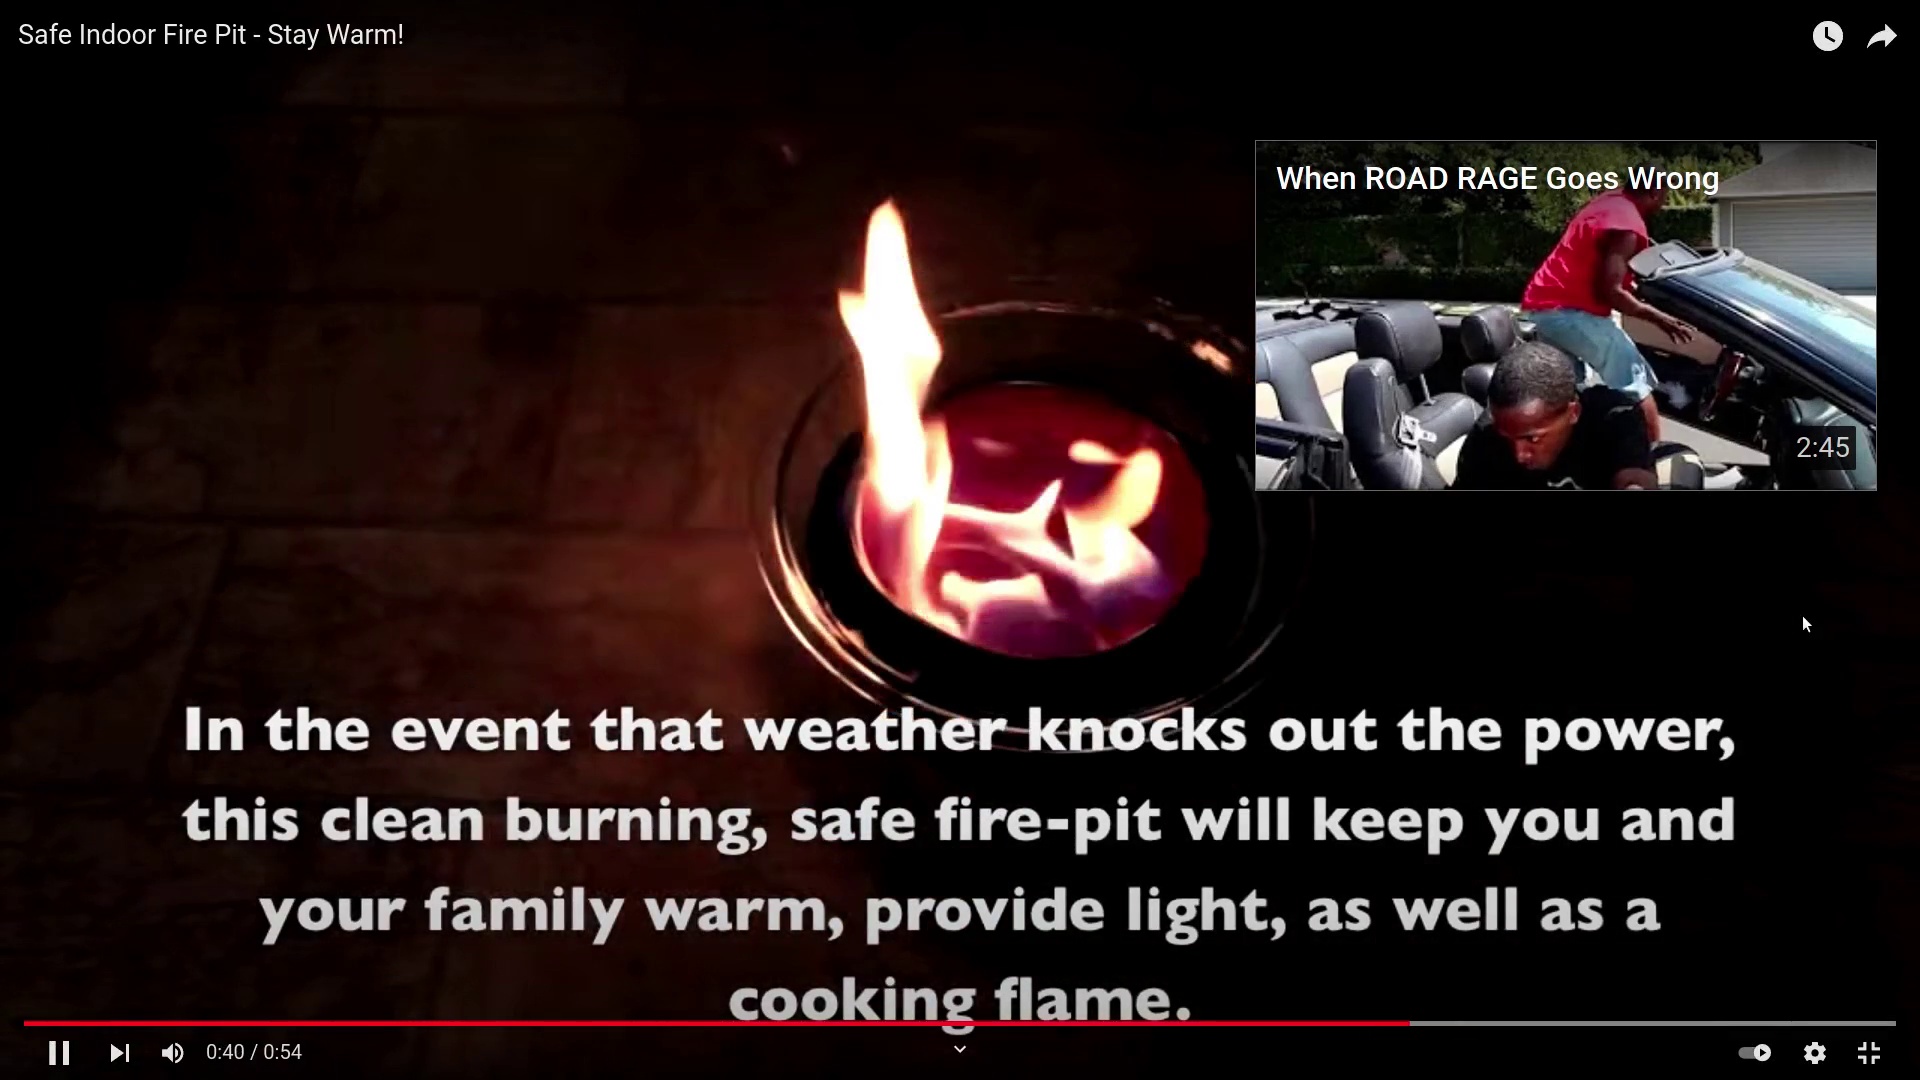 Safe Indoor Fire Pit - Stay Warm!
When ROAD RAGE Goes Wrong
2:45
In the event that weather knocks out the power,
this clean burning, safe fire-pit will keep you and
your family warm, provide light, as well as a
cooking flame.
0:40 / 0:54